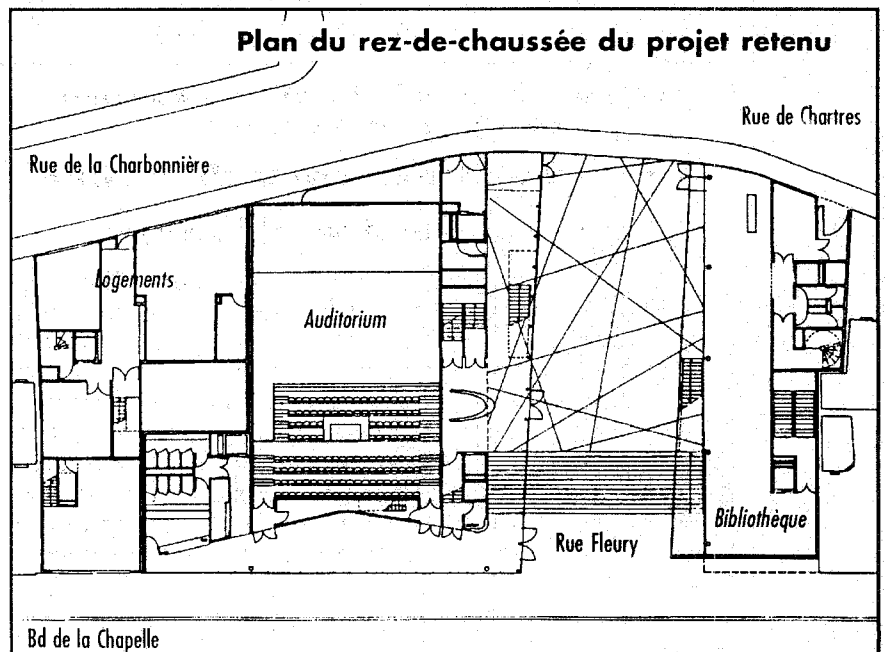 Plan du rez-de-chaussée du projet retenu
Rue de Chartres
Rue de la Charbonnière
Logements
Auditorium
Bibliothèque
Rue Fleury
Bd de la Chapelle